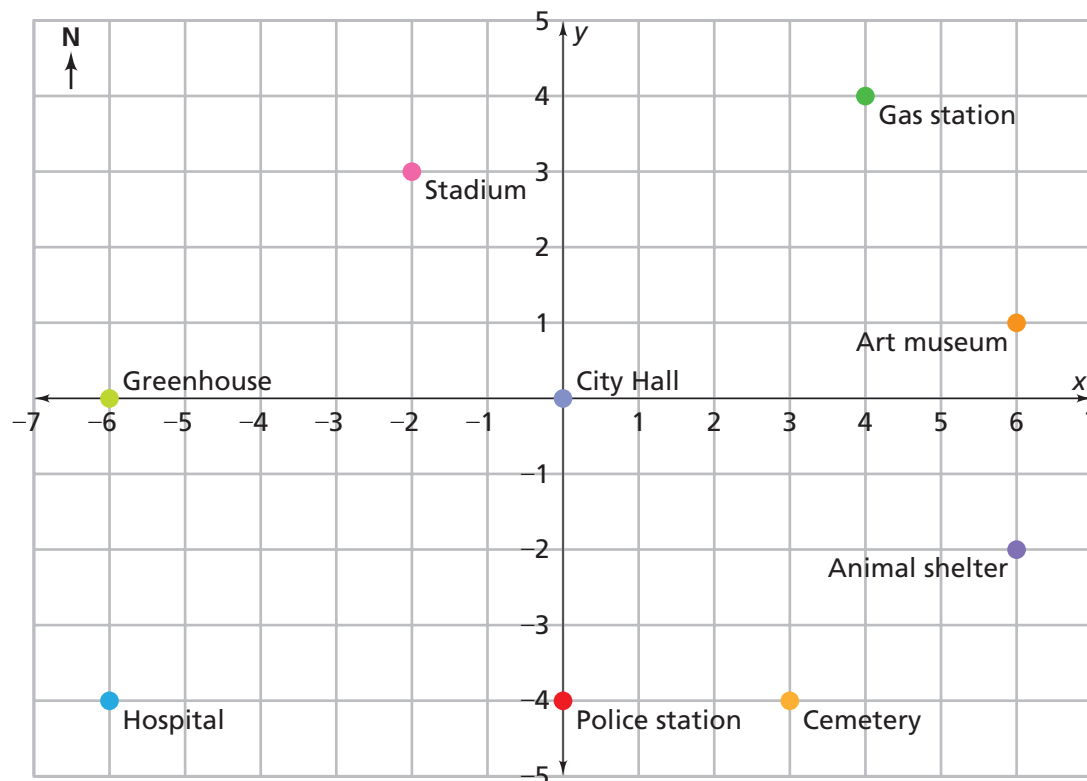 5
N
y
4
Gas station
3
Stadium
2
1
Art museum
Greenhouse
City Hall
x
−7 −6 −5 −4 −3 −2 −1 1 2 3 4 5 6
−1
−2
Animal shelter
−3
−4
Hospital
Police station
Cemetery
−5